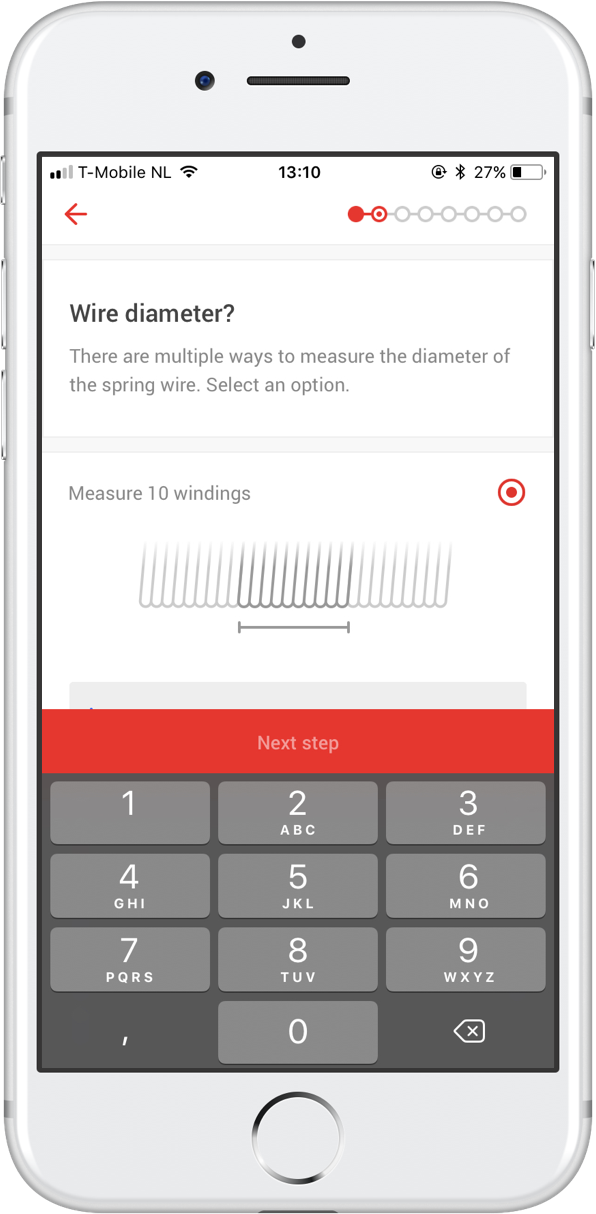 T-Mobile NL 13:10 27%
Wire diameter?
There are multiple ways to measure the diameter of
the spring wire. Select an option.
Measure 10 windings
Next step
1 2 3
ABC DEF
4 5 6
GHI JKL MNO
7 8 9
PQRS TUV WXYZ
, 0